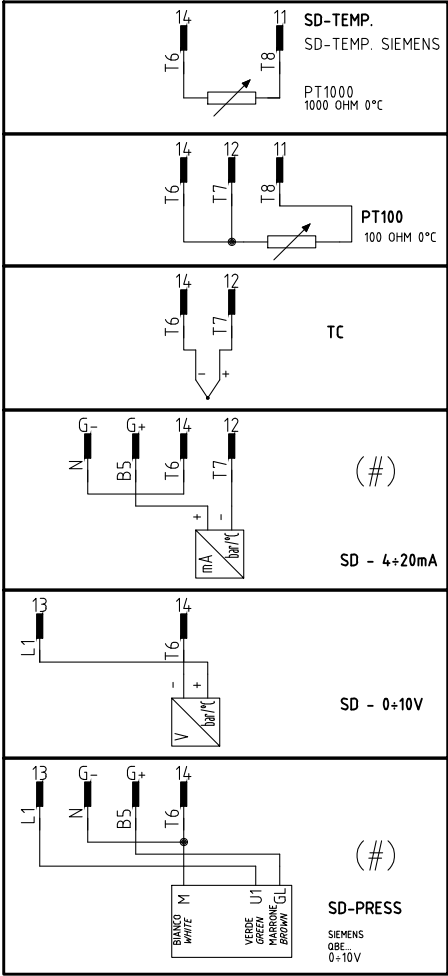 14 11 SD-TEMP.
SD-TEMP. SIEMENS
T6 T8
PT1000
1000 OHM 0°C
14 12 11
T6 T7 T8
PT100
100 OHM 0°C
14 12
T6 T7
TC
- +
G- G+ 14 12
N B5 T6 T7
(#)
+ -
mA bar/°C
SD - 4÷20mA
13 14
L1 T6
- +
SD - 0÷10V
V bar/°C
13 G- G+ 14
L1 N B5 T6
(#)
M U1 GL
BIANCO VERDE MARRONE
WHITE GREEN BROWN
SD-PRESS
SIEMENS
QBE...
0÷10V